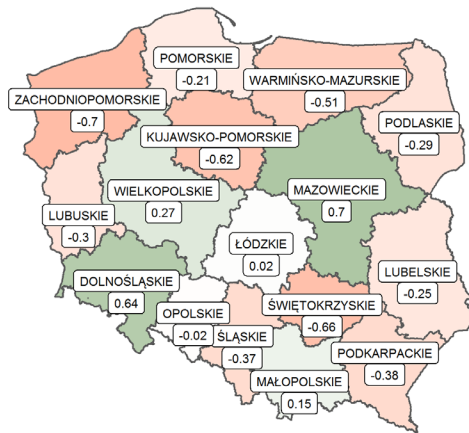 POMORSKIE
-0.21
WARMIŃSKO-MAZURSKIE
-0.51
ZACHODNIOPOMORSKIE
-0.7
PODLASKIE
-0.29
KUJAWSKO-POMORSKIE
-0.62
WIELKOPOLSKIE
0.27
MAZOWIECKIE
0.7
LUBUSKIE
-0.3
ŁÓDZKIE
0.02
LUBELSKIE
-0.25
DOLNOŚLĄSKIE
0.64
OPOLSKIE
-0.02
ŚWIĘTOKRZYSKIE
-0.66
ŚLĄSKIE
-0.37
PODKARPACKIE
-0.38
MAŁOPOLSKIE
0.15